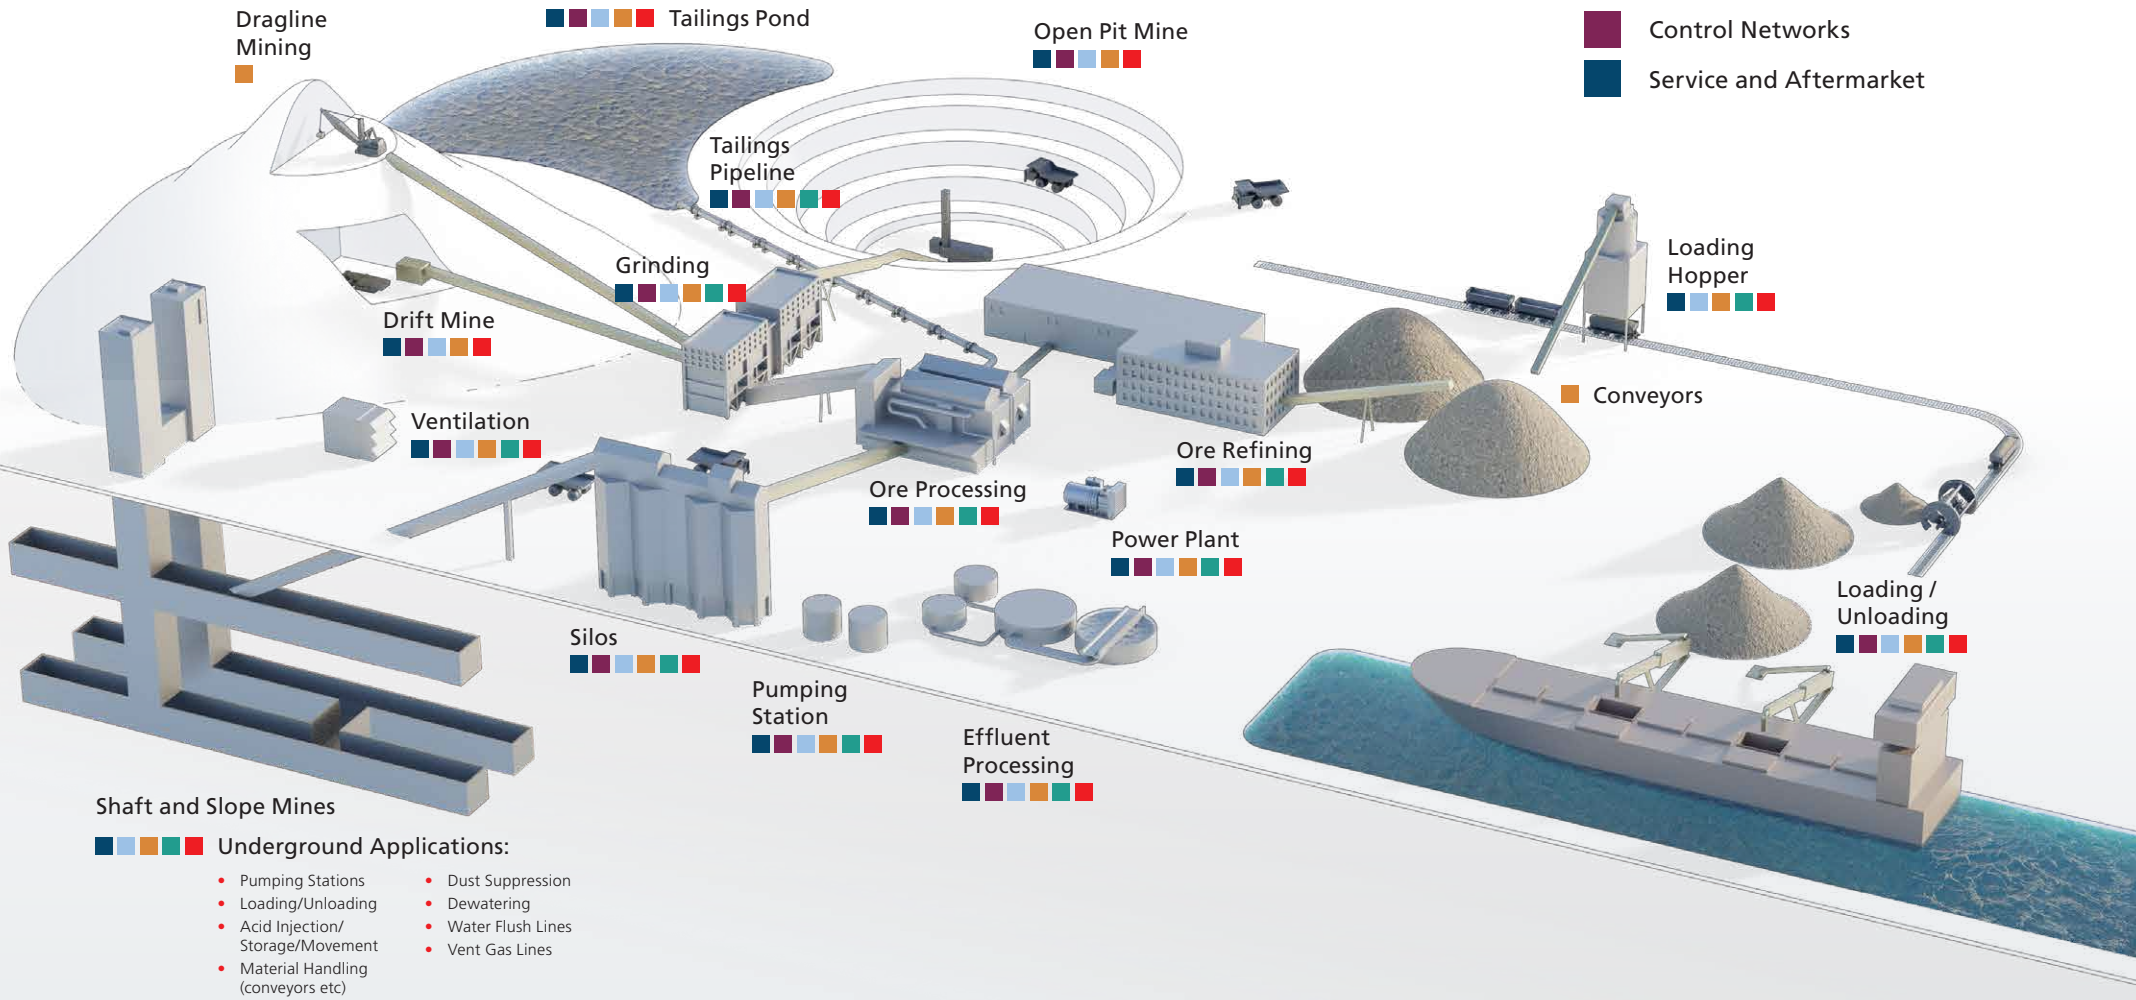 Dragline
Mining
Tailings Pond
Open Pit Mine
Control Networks
Service and Aftermarket
Tailings
Pipeline
Grinding
Loading
Hopper
Drift Mine
Conveyors
Ventilation
Ore Refining
Ore Processing
Power Plant
Loading /
Unloading
Silos
Pumping
Station
Effluent
Processing
Shaft and Slope Mines
Underground Applications:
• Pumping Stations
• Loading/Unloading
• Acid Injection/
Storage/Movement
• Material Handling
(conveyors etc)
• Dust Suppression
• Dewatering
• Water Flush Lines
• Vent Gas Lines